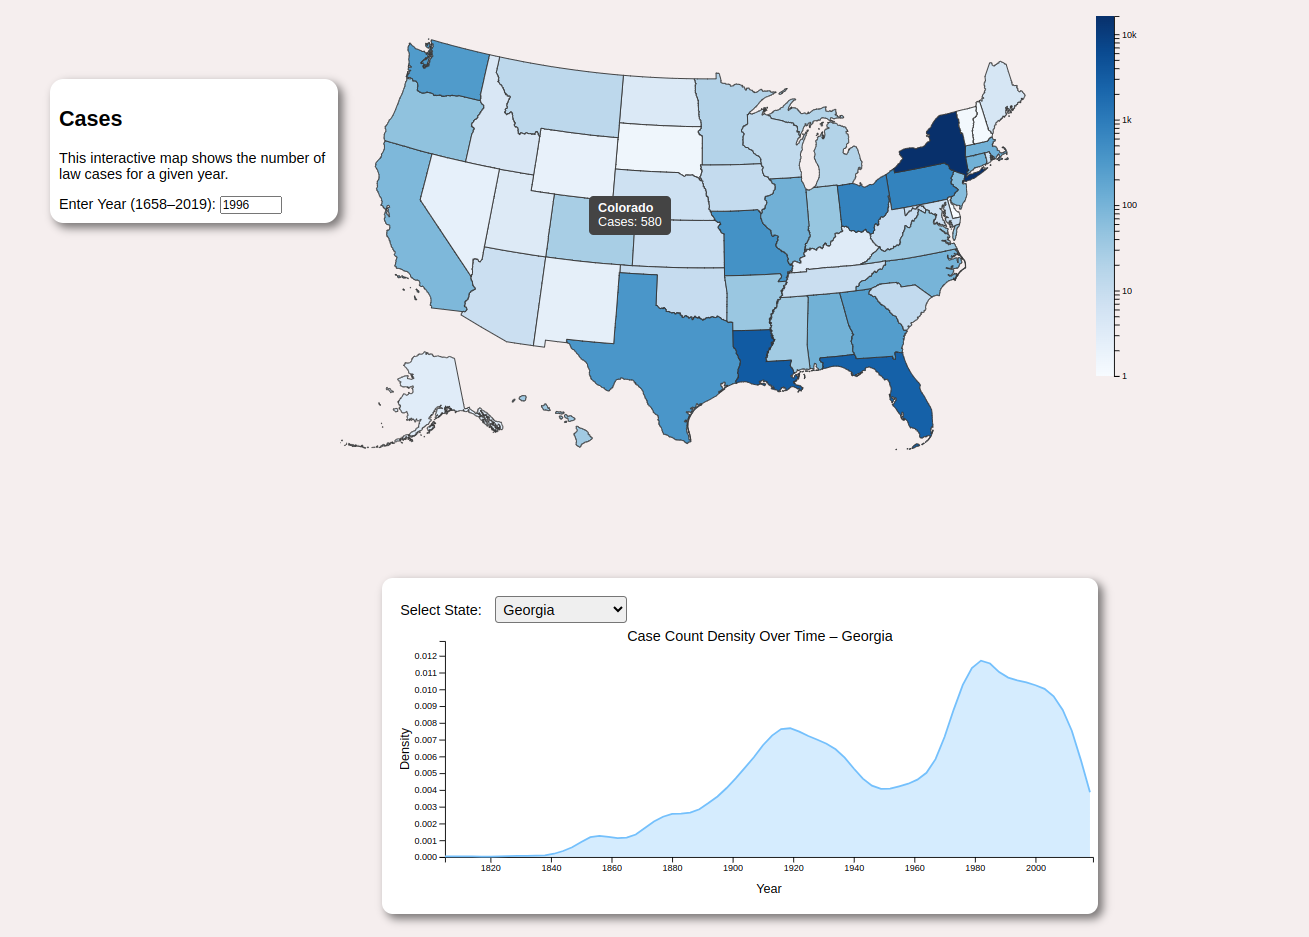 Cases
This interactive map shows the number of
law cases for a given year.
Enter Year (1658–2019): 1996
Colorado
Cases: 580
10k
1k
100
10
1
Select State: Georgia
Case Count Density Over Time – Georgia
Density
0.012
0.011
0.010
0.009
0.008
0.007
0.006
0.005
0.004
0.003
0.002
0.001
0.000
1820 1840 1860 1880 1900 1920 1940 1960 1980 2000
Year